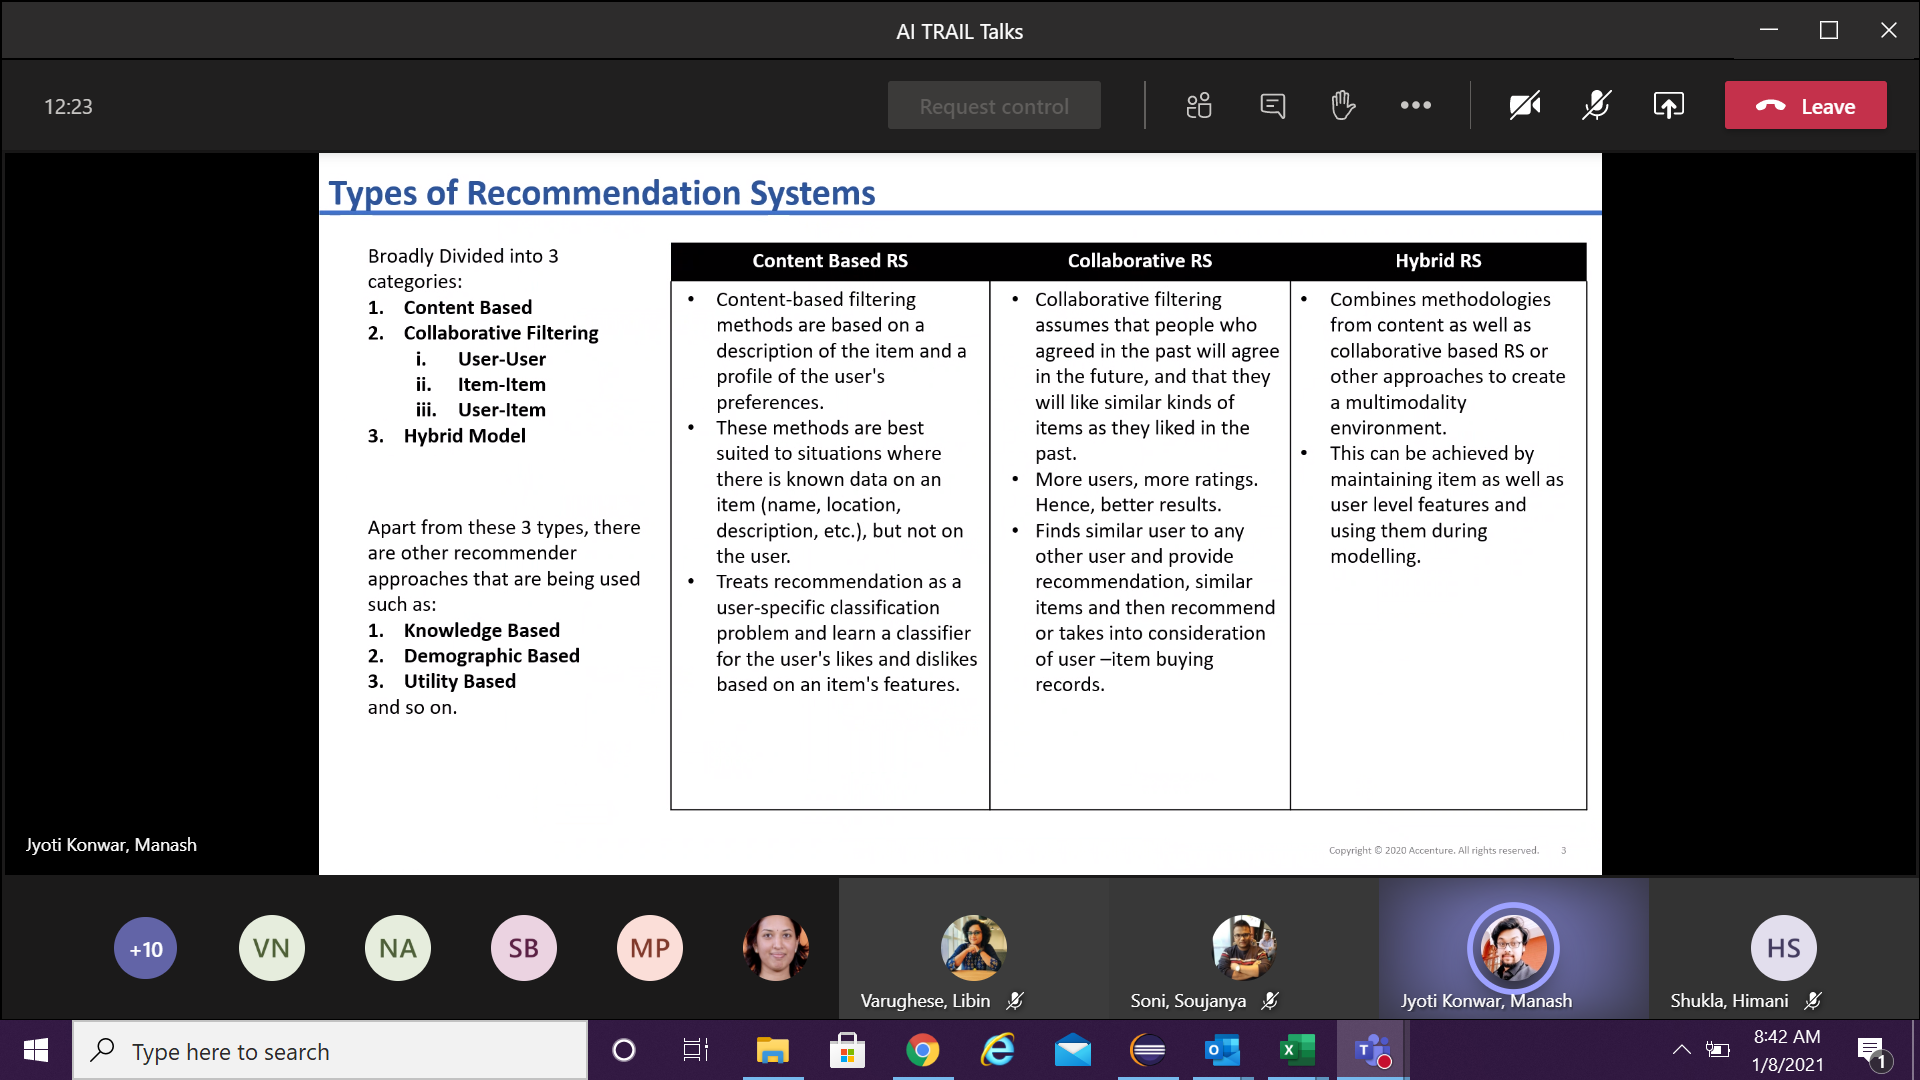 AI TRAIL Talks
12:23
Request control
Leave
Types of Recommendation Systems
Broadly Divided into 3
categories:
1. Content Based
2. Collaborative Filtering
i. User-User
ii. Item-Item
iii. User-Item
3. Hybrid Model
Apart from these 3 types, there
are other recommender
approaches that are being used
such as:
1. Knowledge Based
2. Demographic Based
3. Utility Based
and so on.
Content Based RS
• Content-based filtering
methods are based on a
description of the item and a
profile of the user's
preferences.
• These methods are best
suited to situations where
there is known data on an
item (name, location,
description, etc.), but not on
the user.
• Treats recommendation as a
user-specific classification
problem and learn a classifier
for the user's likes and dislikes
based on an item's features.
Collaborative RS
• Collaborative filtering
assumes that people who
agreed in the past will agree
in the future, and that they
will like similar kinds of
items as they liked in the
past.
• More users, more ratings.
Hence, better results.
• Finds similar user to any
other user and provide
recommendation, similar
items and then recommend
or takes into consideration
of user –item buying
records.
Hybrid RS
• Combines methodologies
from content as well as
collaborative based RS or
other approaches to create
a multimodality
environment.
• This can be achieved by
maintaining item as well as
user level features and
using them during
modelling.
Copyright © 2020 Accenture. All rights reserved. 3
Jyoti Konwar, Manash
+10
VN
NA
SB
MP
Varughese, Libin
Soni, Soujanya
Jyoti Konwar, Manash
HS
Shukla, Himani
Type here to search
8:42 AM
1/8/2021
1